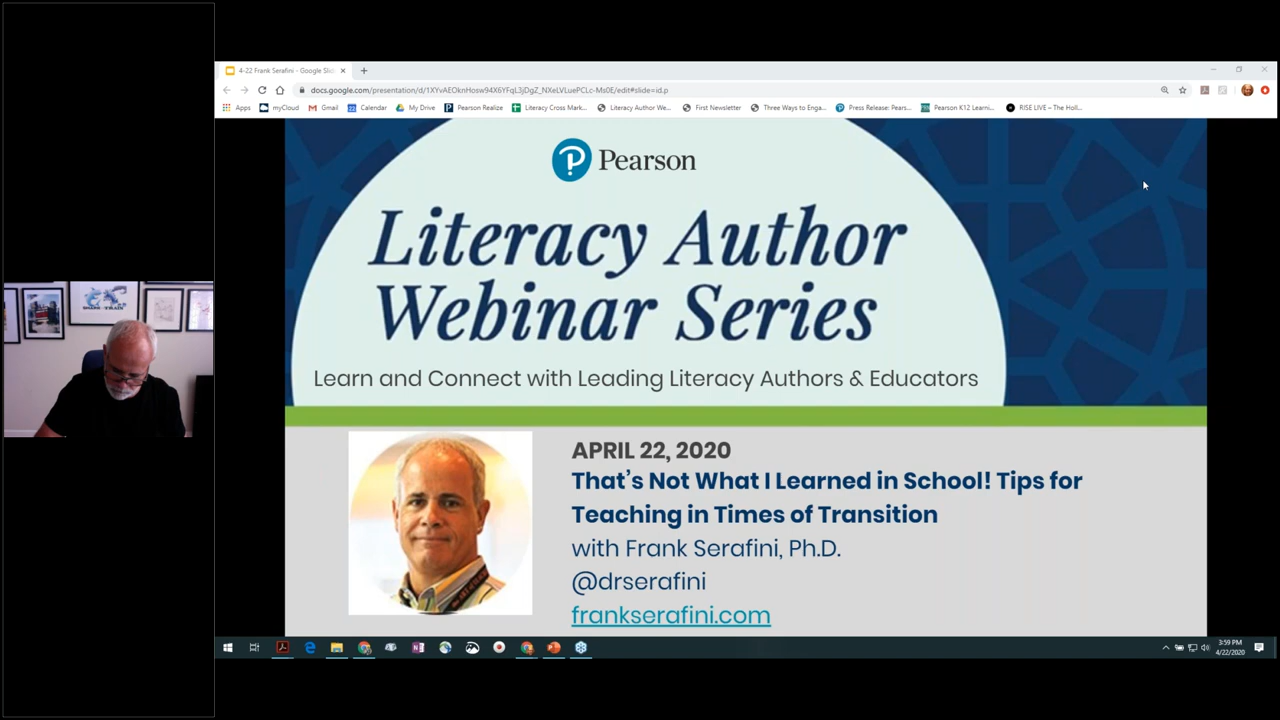 4-22 Frank Serafini - Google Slid
docs.google.com/presentation/d/1XYvAEOknHosw94X6YFqL3jDgZ_NXeLVLuePCLc-Ms0E/edit#slide=id.p
Apps myCloud Gmail Calendar My Drive Pearson Realize Literacy Cross Mark... Literacy Author We... First Newsletter Three Ways to Enga... Press Release: Pears... Pearson K12 Learni... RISE LIVE – The Holl...
Pearson
Literacy Author
Webinar Series
Learn and Connect with Leading Literacy Authors & Educators
APRIL 22, 2020
That's Not What I Learned in School! Tips for
Teaching in Times of Transition
with Frank Serafini, Ph.D.
@drserafini
frankserafini.com
3:59 PM
4/22/2020